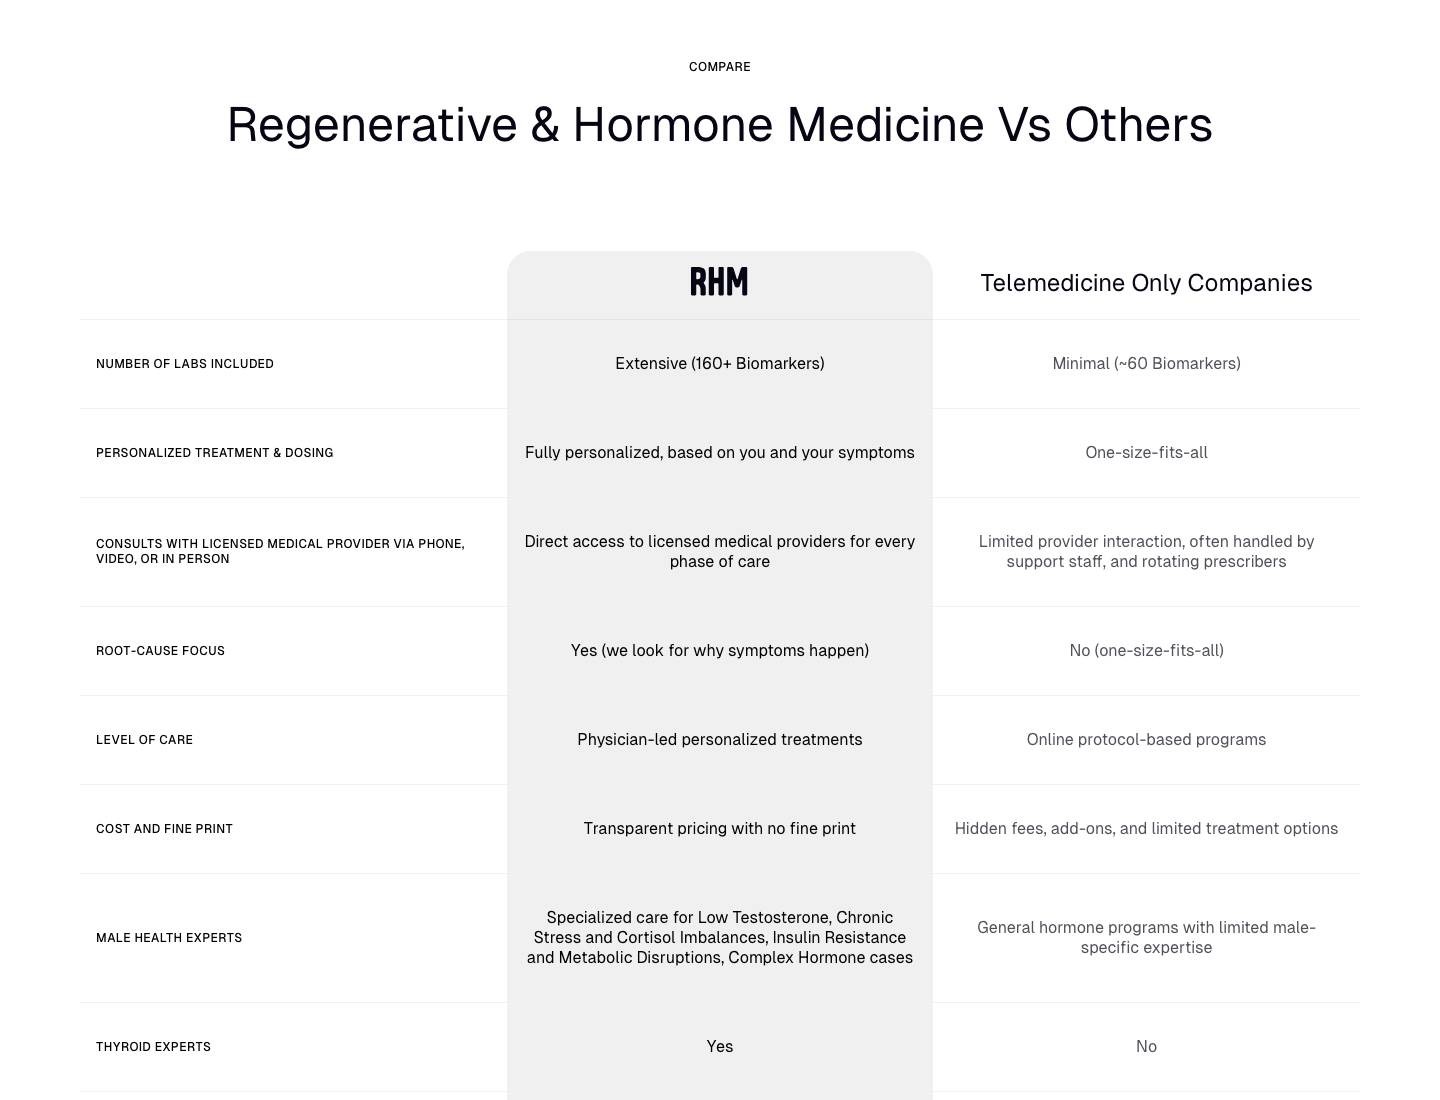 COMPARE
Regenerative & Hormone Medicine Vs Others
RHM
Telemedicine Only Companies
NUMBER OF LABS INCLUDED
Extensive (160+ Biomarkers)
Minimal (~60 Biomarkers)
PERSONALIZED TREATMENT & DOSING
Fully personalized, based on you and your symptoms
One-size-fits-all
CONSULTS WITH LICENSED MEDICAL PROVIDER VIA PHONE,
VIDEO, OR IN PERSON
Direct access to licensed medical providers for every
phase of care
Limited provider interaction, often handled by
support staff, and rotating prescribers
ROOT-CAUSE FOCUS
Yes (we look for why symptoms happen)
No (one-size-fits-all)
LEVEL OF CARE
Physician-led personalized treatments
Online protocol-based programs
COST AND FINE PRINT
Transparent pricing with no fine print
Hidden fees, add-ons, and limited treatment options
MALE HEALTH EXPERTS
Specialized care for Low Testosterone, Chronic
Stress and Cortisol Imbalances, Insulin Resistance
and Metabolic Disruptions, Complex Hormone cases
General hormone programs with limited male-
specific expertise
THYROID EXPERTS
Yes
No